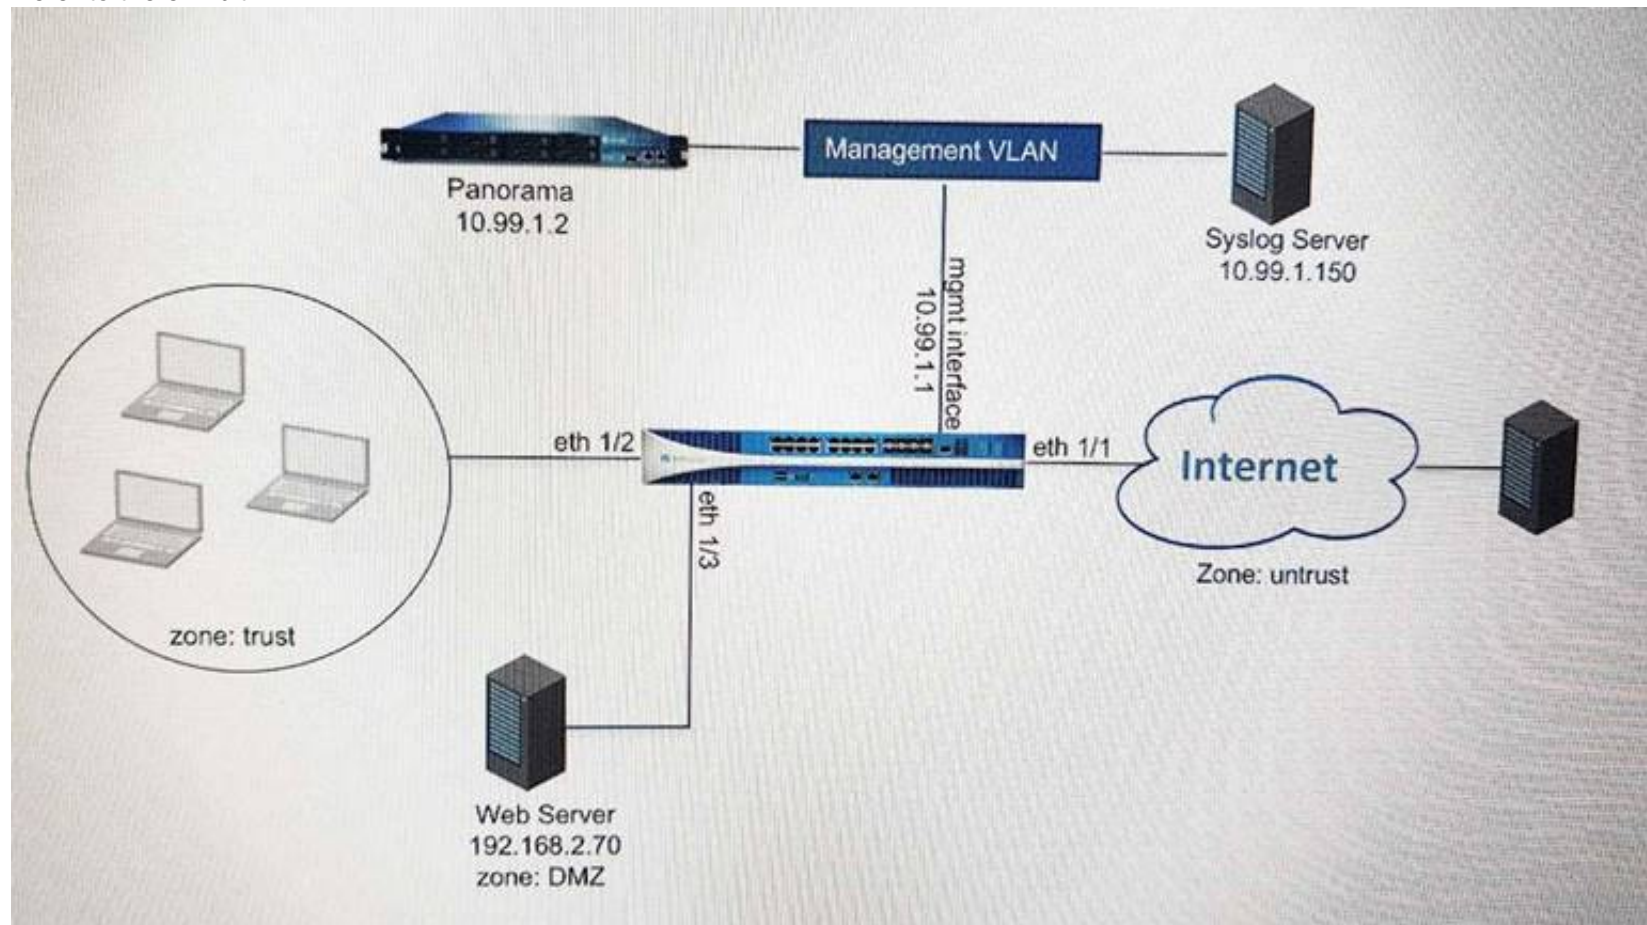 Management VLAN
Panorama
10.99.1.2
Syslog Server
10.99.1.150
mgmt interface
10.99.1.1
eth 1/2
eth 1/1
Internet
eth 1/3
Zone: untrust
zone: trust
Web Server
192.168.2.70
zone: DMZ